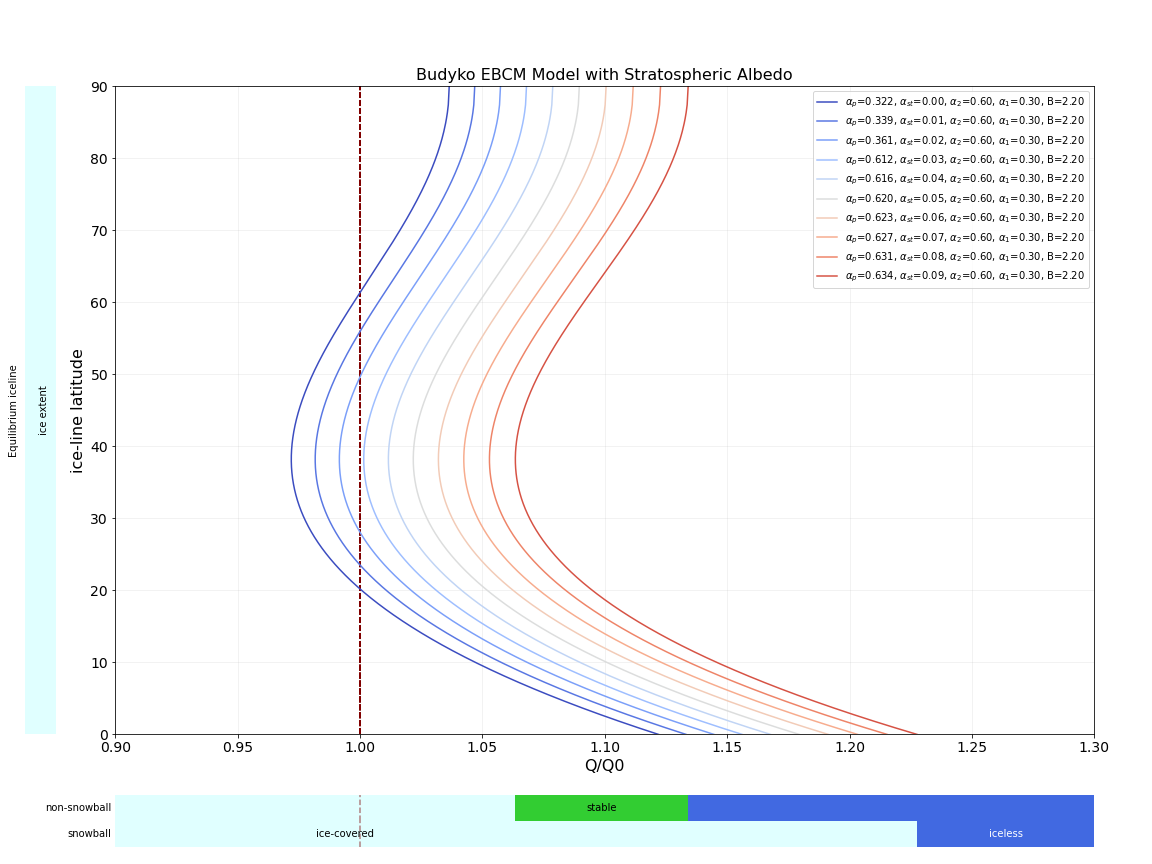 Budyko EBCM Model with Stratospheric Albedo
αp=0.322, αst=0.00, α2=0.60, α1=0.30, B=2.20
αp=0.339, αst=0.01, α2=0.60, α1=0.30, B=2.20
αp=0.361, αst=0.02, α2=0.60, α1=0.30, B=2.20
αp=0.612, αst=0.03, α2=0.60, α1=0.30, B=2.20
αp=0.616, αst=0.04, α2=0.60, α1=0.30, B=2.20
αp=0.620, αst=0.05, α2=0.60, α1=0.30, B=2.20
αp=0.623, αst=0.06, α2=0.60, α1=0.30, B=2.20
αp=0.627, αst=0.07, α2=0.60, α1=0.30, B=2.20
αp=0.631, αst=0.08, α2=0.60, α1=0.30, B=2.20
αp=0.634, αst=0.09, α2=0.60, α1=0.30, B=2.20
Equilibrium iceline
ice extent
ice-line latitude
90
80
70
60
50
40
30
20
10
0
0.90 0.95 1.00 1.05 1.10 1.15 1.20 1.25 1.30
Q/Q0
non-snowball stable
snowball ice-covered iceless